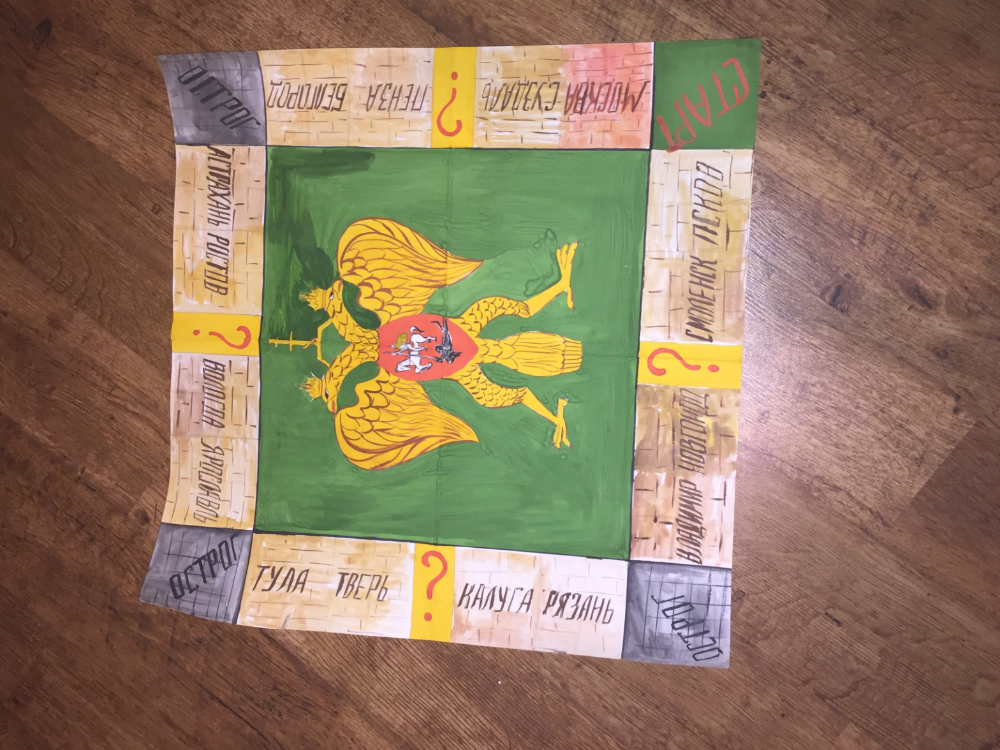 СТАРТ
МОСКВА
СУЗДАЛЬ
?
ПЕНЗА
БЕЛГОРОД
ОСТРОГ
АСТРАХАНЬ
РОСТОВ
?
ВОЛОГДА
ЯРОСЛАВЛЬ
ОСТРОГ
ТУЛА
ТВЕРЬ
?
КАЛУГА
РЯЗАНЬ
ОСТРОГ
ВЛАДИМИР
НОВГОРОД
?
СМОЛЕНСК
ПСКОВ